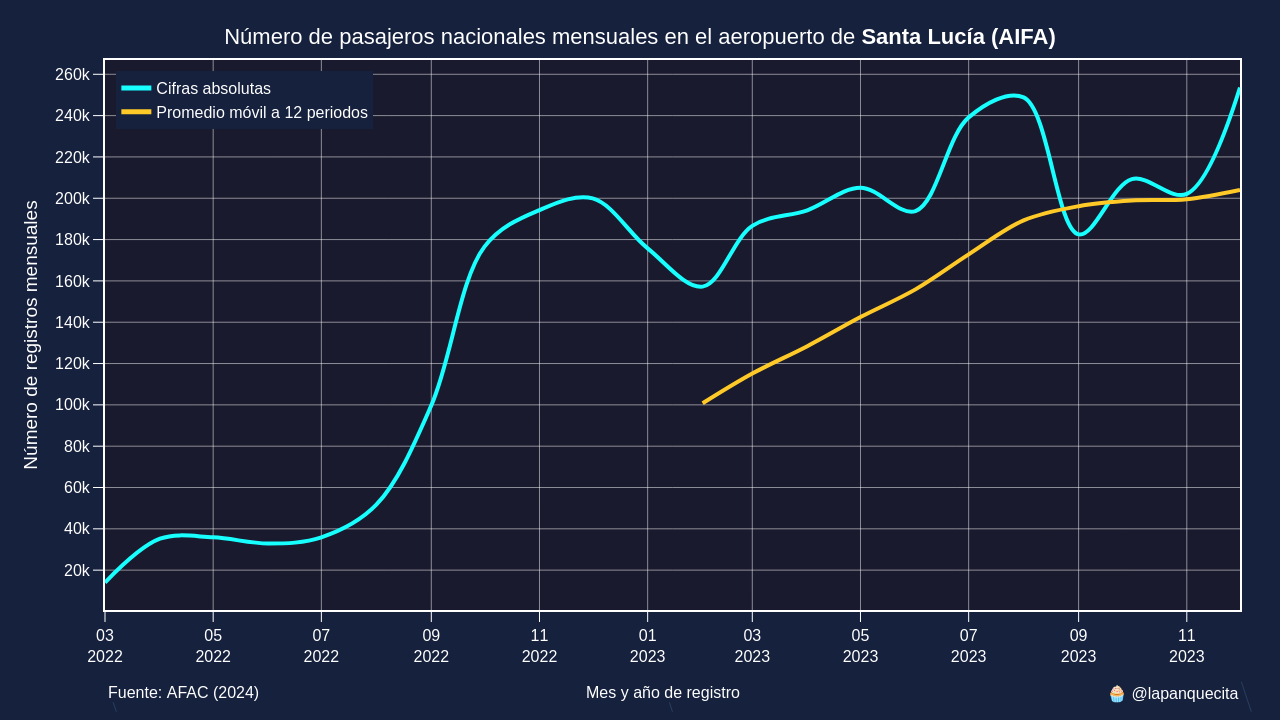 Número de pasajeros nacionales mensuales en el aeropuerto de Santa Lucía (AIFA)
Cifras absolutas
Promedio móvil a 12 periodos
Número de registros mensuales
260k
240k
220k
200k
180k
160k
140k
120k
100k
80k
60k
40k
20k
03 05 07 09 11 01 03 05 07 09 11
2022 2022 2022 2022 2022 2023 2023 2023 2023 2023 2023
Fuente: AFAC (2024) Mes y año de registro 🧁 @lapanquecita